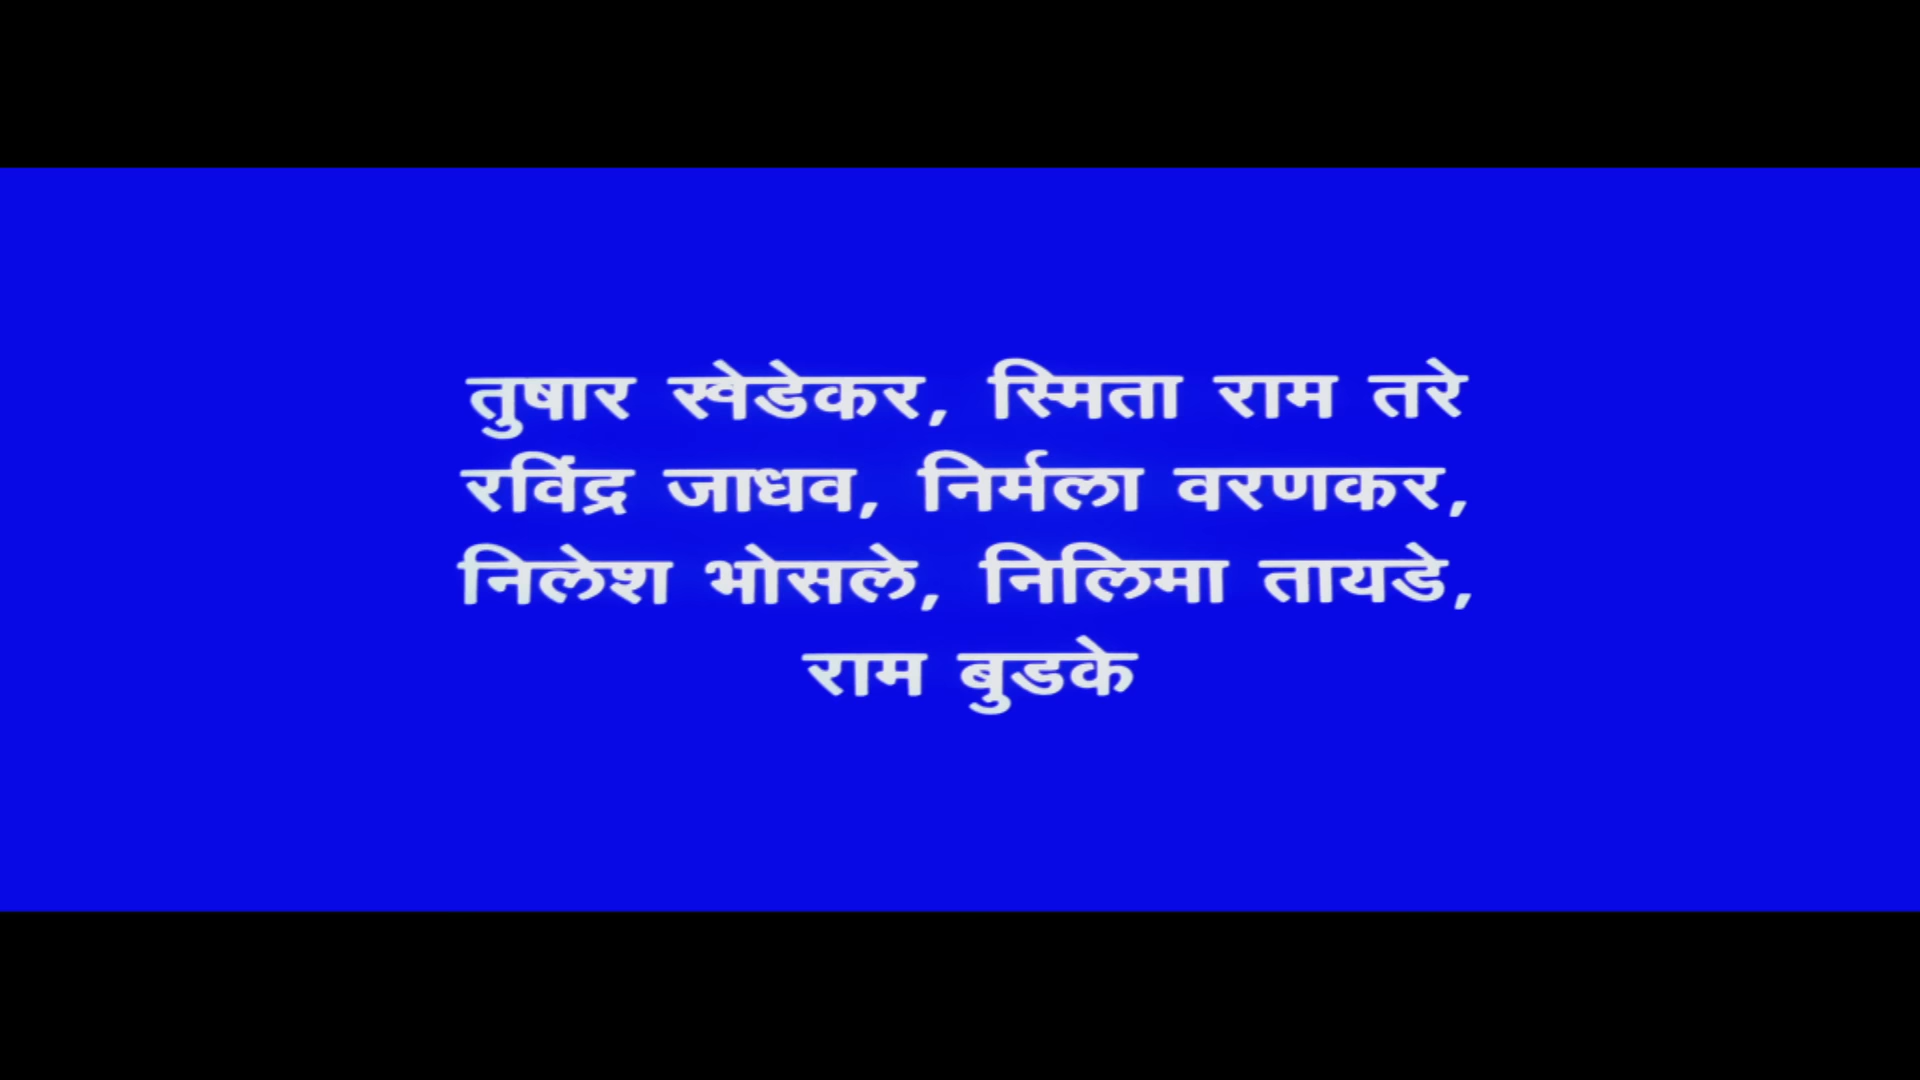 तुषार खेडेकर, स्मिता राम तरे
रविंद्र जाधव, निर्मला वरणकर,
निलेश भोसले, निलिमा तायडे,
राम बुडके